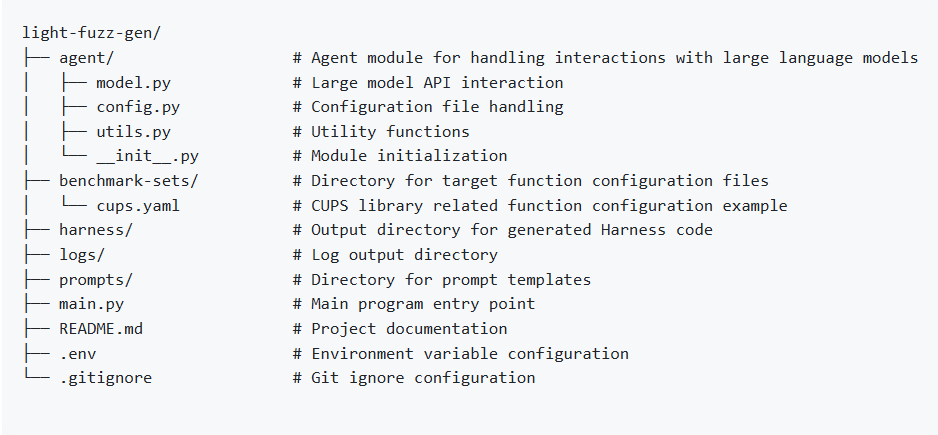 light-fuzz-gen/
├── agent/                   # Agent module for handling interactions with large language models
│   ├── model.py             # Large model API interaction
│   ├── config.py            # Configuration file handling
│   ├── utils.py             # Utility functions
│   └── __init__.py          # Module initialization
├── benchmark-sets/          # Directory for target function configuration files
│   └── cups.yaml            # CUPS library related function configuration example
├── harness/                 # Output directory for generated Harness code
├── logs/                    # Log output directory
├── prompts/                 # Directory for prompt templates
├── main.py                  # Main program entry point
├── README.md                # Project documentation
├── .env                     # Environment variable configuration
└── .gitignore               # Git ignore configuration